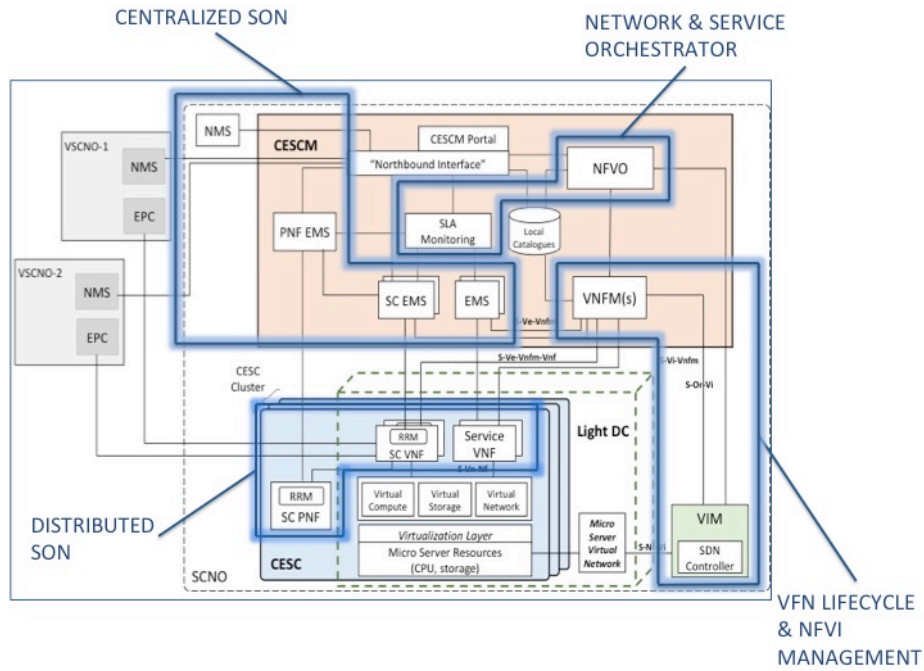 CENTRALIZED SON
NETWORK & SERVICE
ORCHESTRATOR
VSCNO-1
NMS
EPC
VSCNO-2
NMS
EPC
NMS
CESCM
CESCM Portal
"Northbound Interface"
NFVO
PNF EMS
SLA
Monitoring
Local
Catalogues
SC EMS
EMS
VNFM(s)
S-Ve-Vnfm
S-Ve-Vnfm-Vnf
S-Vi-Vnfm
S-Or-Vi
CESC
Cluster
Light DC
RRM
SC VNF
Service
VNF
S-Vn-Nf
RRM
SC PNF
Virtual
Compute
Virtual
Storage
Virtual
Network
Virtualization Layer
Micro Server Resources
(CPU, storage)
CESC
Micro
Server
Virtual
Network
VIM
SDN
Controller
SCNO
DISTRIBUTED
SON
VFN LIFECYCLE
& NFVI
MANAGEMENT